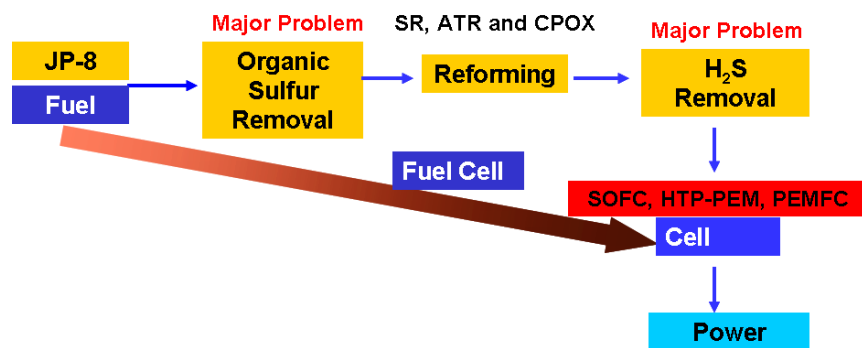 Major Problem
SR, ATR and CPOX
Major Problem
JP-8
Fuel
Organic
Sulfur
Removal
Reforming
H₂S
Removal
Fuel Cell
SOFC, HTP-PEM, PEMFC
Cell
Power